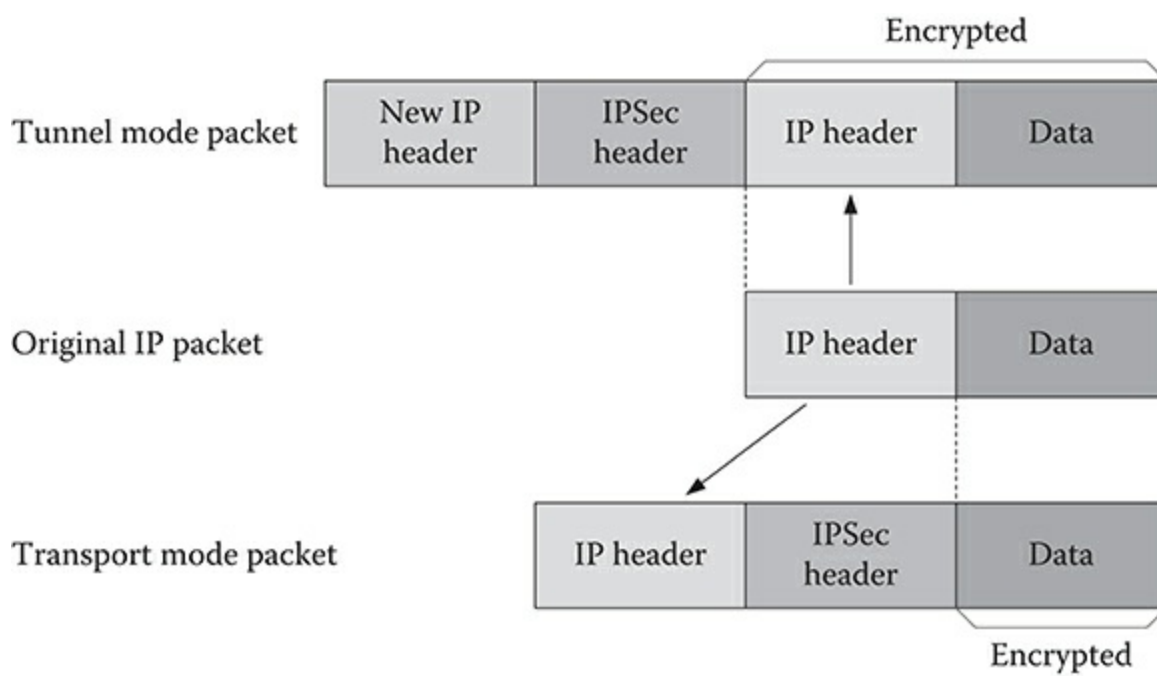 Encrypted
Tunnel mode packet
New IP
header
IPSec
header
IP header
Data
Original IP packet
IP header
Data
Transport mode packet
IP header
IPSec
header
Data
Encrypted